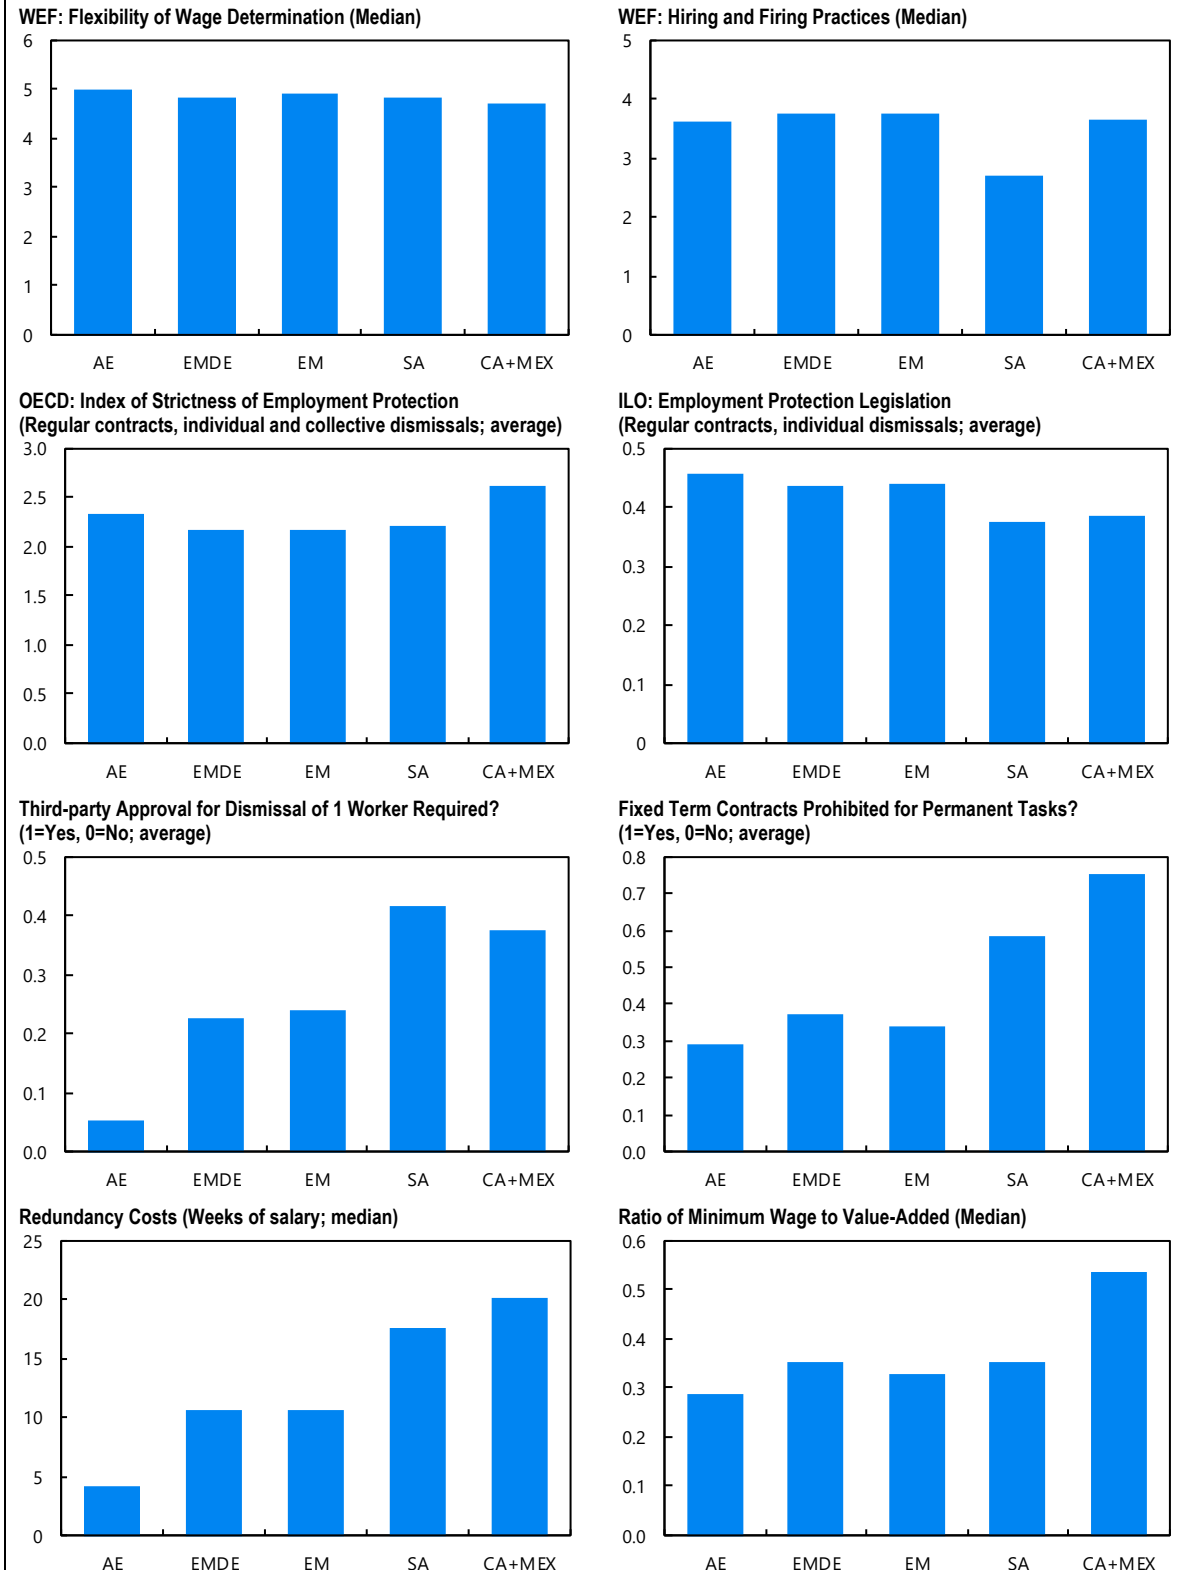 WEF: Flexibility of Wage Determination (Median)
6
5
4
3
2
1
0
AE EMDE EM SA CA+MEX
WEF: Hiring and Firing Practices (Median)
5
4
3
2
1
0
AE EMDE EM SA CA+MEX
OECD: Index of Strictness of Employment Protection
(Regular contracts, individual and collective dismissals; average)
3.0
2.5
2.0
1.5
1.0
0.5
0.0
AE EMDE EM SA CA+MEX
ILO: Employment Protection Legislation
(Regular contracts, individual dismissals; average)
0.5
0.4
0.3
0.2
0.1
0
AE EMDE EM SA CA+MEX
Third-party Approval for Dismissal of 1 Worker Required?
(1=Yes, 0=No; average)
0.5
0.4
0.3
0.2
0.1
0.0
AE EMDE EM SA CA+MEX
Fixed Term Contracts Prohibited for Permanent Tasks?
(1=Yes, 0=No; average)
0.8
0.7
0.6
0.5
0.4
0.3
0.2
0.1
0.0
AE EMDE EM SA CA+MEX
Redundancy Costs (Weeks of salary; median)
25
20
15
10
5
0
AE EMDE EM SA CA+MEX
Ratio of Minimum Wage to Value-Added (Median)
0.6
0.5
0.4
0.3
0.2
0.1
0.0
AE EMDE EM SA CA+MEX